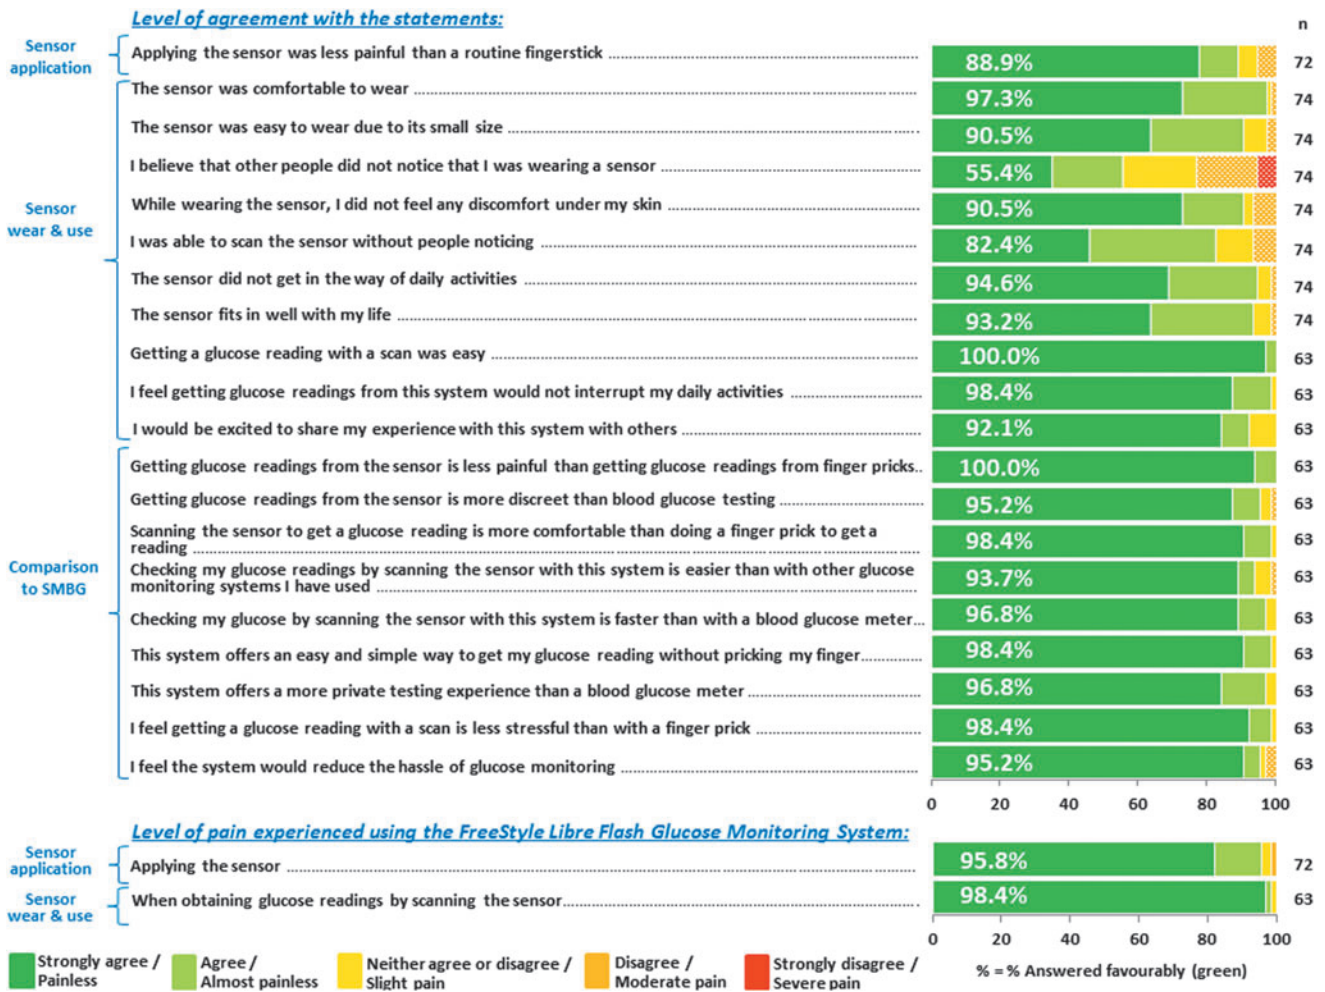 Level of agreement with the statements:
n
Sensor application
Applying the sensor was less painful than a routine fingerstick 88.9% 72
Sensor wear & use
The sensor was comfortable to wear 97.3% 74
The sensor was easy to wear due to its small size 90.5% 74
I believe that other people did not notice that I was wearing a sensor 55.4% 74
While wearing the sensor, I did not feel any discomfort under my skin 90.5% 74
I was able to scan the sensor without people noticing 82.4% 74
The sensor did not get in the way of daily activities 94.6% 74
The sensor fits in well with my life 93.2% 74
Getting a glucose reading with a scan was easy 100.0% 63
I feel getting glucose readings from this system would not interrupt my daily activities 98.4% 63
I would be excited to share my experience with this system with others 92.1% 63
Comparison to SMBG
Getting glucose readings from the sensor is less painful than getting glucose readings from finger pricks.. 100.0% 63
Getting glucose readings from the sensor is more discreet than blood glucose testing 95.2% 63
Scanning the sensor to get a glucose reading is more comfortable than doing a finger prick to get a
reading 98.4% 63
Checking my glucose readings by scanning the sensor with this system is easier than with other glucose
monitoring systems I have used 93.7% 63
Checking my glucose by scanning the sensor with this system is faster than with a blood glucose meter... 96.8% 63
This system offers an easy and simple way to get my glucose reading without pricking my finger 98.4% 63
This system offers a more private testing experience than a blood glucose meter 96.8% 63
I feel getting a glucose reading with a scan is less stressful than with a finger prick 98.4% 63
I feel the system would reduce the hassle of glucose monitoring 95.2% 63
0 20 40 60 80 100
Level of pain experienced using the FreeStyle Libre Flash Glucose Monitoring System:
Sensor application
Applying the sensor 95.8% 72
Sensor wear & use
When obtaining glucose readings by scanning the sensor 98.4% 63
0 20 40 60 80 100
Strongly agree / Painless
Agree / Almost painless
Neither agree or disagree / Slight pain
Disagree / Moderate pain
Strongly disagree / Severe pain
% = % Answered favourably (green)